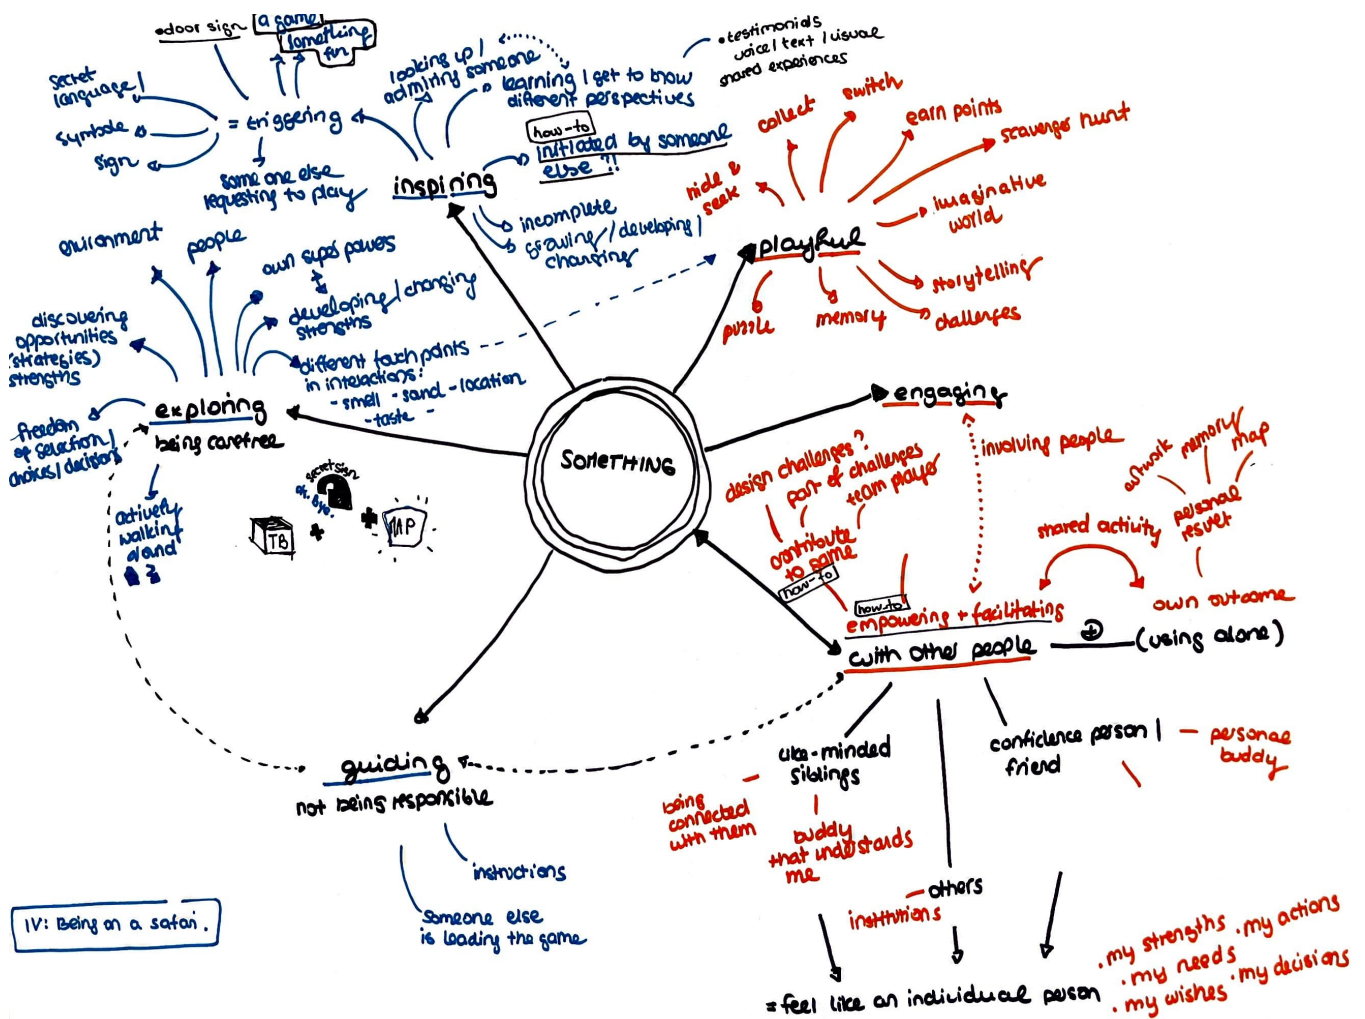 •door sign
a game
something
fun
secret
language |
symbole
sign
= triggering
some one else
requesting to play
looking up |
admiring someone
•testimonials
voice | text | visual
shared experiences
learning | get to know
different perspectives
how-to
initiated by someone
else ?!
inspiring
incomplete
growing / developing |
changing
collect
switch
earn points
scavenger hunt
hide &
seek
imaginative
world
playful
storytelling
challenges
memory
puzzle
environment
people
own super powers
+
developing | changing
strengths
discovering
opportunities
(strategies)
strengths
different touch points
in interactions:
- smell - sand - location
- taste -
exploring
being carefree
freedom
of selection |
choices | decisions
actively
walking
around
secret sign
TB
+
+
MP
SOMETHING
engaging
involving people
design challenges?
part of challenges
team player
contribute
to game
how-to
how-to
empowering + facilitating
with other people
shared activity
artwork
memory
map
personal
result
own outcome
+
(using alone)
guiding
not being responsible
instructions
Someone else
is leading the game
like-minded
siblings
being
connected
with them
buddy
that understands
me
confidence person |
friend
- personal
buddy
others
institutions
= feel like an individual person
• my strengths
• my actions
• my needs
• my decisions
• my wishes
IV: Being on a safari.